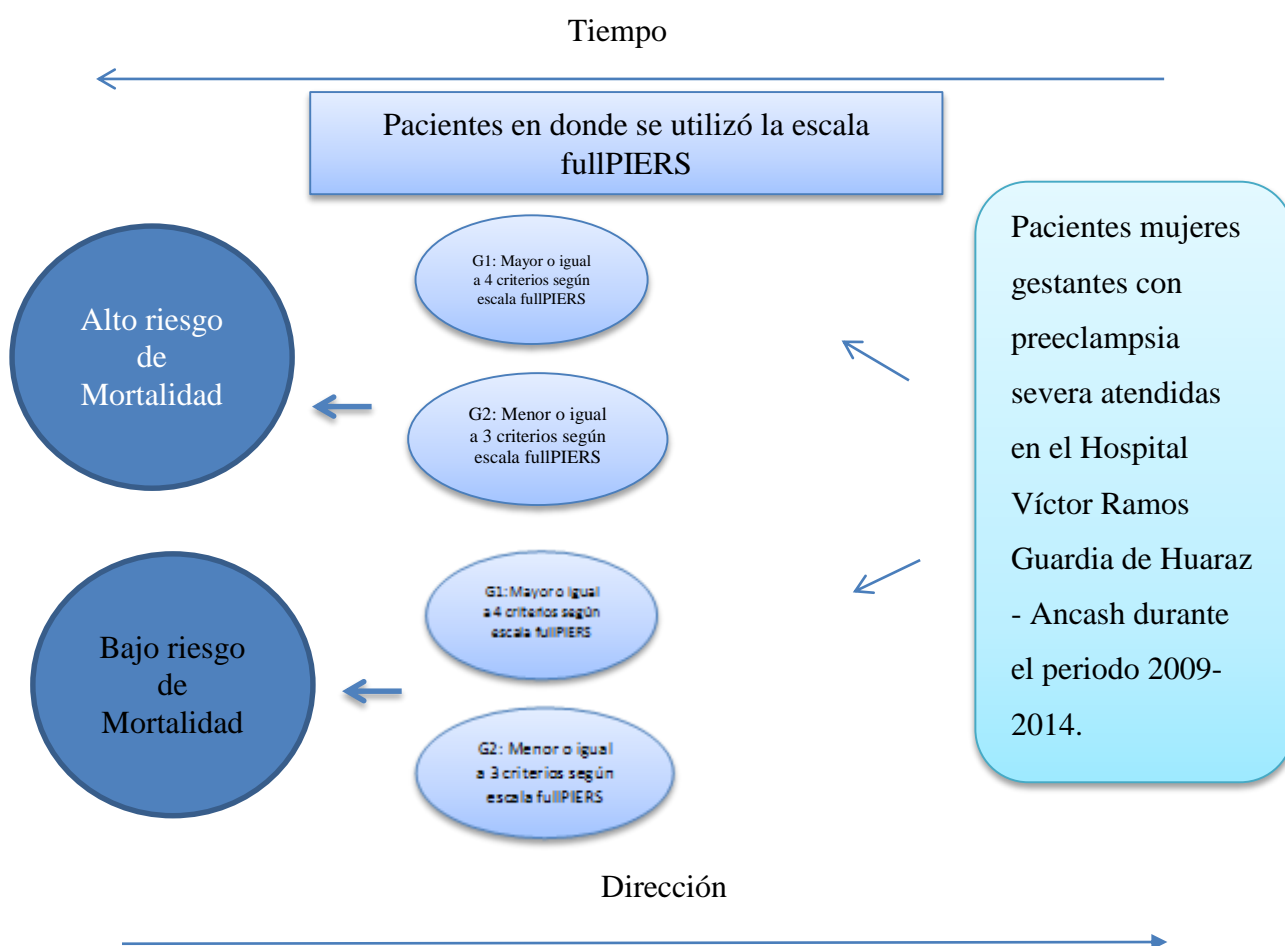 Tiempo
Pacientes en donde se utilizó la escala
fullPIERS
Alto riesgo
de
Mortalidad
G1: Mayor o igual
a 4 criterios según
escala fullPIERS
G2: Menor o igual
a 3 criterios según
escala fullPIERS
Bajo riesgo
de
Mortalidad
G1: Mayor o igual
a 4 criterios según
escala fullPIERS
G2: Menor o igual
a 3 criterios según
escala fullPIERS
Pacientes mujeres
gestantes con
preeclampsia
severa atendidas
en el Hospital
Víctor Ramos
Guardia de Huaraz
- Ancash durante
el periodo 2009-
2014.
Dirección